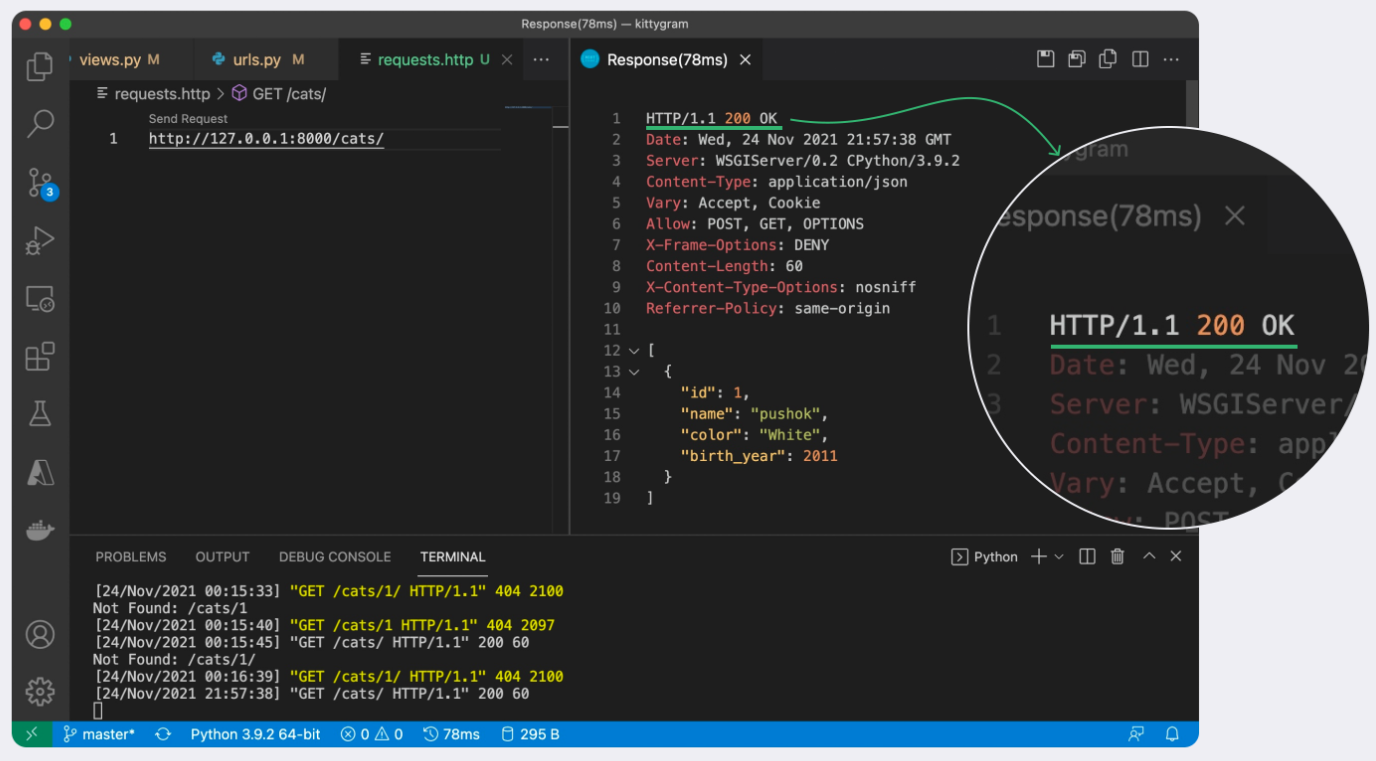 Response(78ms) — kittygram
views.py M
urls.py M
requests.http U
Response(78ms)
requests.http > GET /cats/
Send Request
1 http://127.0.0.1:8000/cats/
1 HTTP/1.1 200 OK
2 Date: Wed, 24 Nov 2021 21:57:38 GMT
3 Server: WSGIServer/0.2 CPython/3.9.2
4 Content-Type: application/json
5 Vary: Accept, Cookie
6 Allow: POST, GET, OPTIONS
7 X-Frame-Options: DENY
8 Content-Length: 60
9 X-Content-Type-Options: nosniff
10 Referrer-Policy: same-origin
11
12 [
13 {
14 "id": 1,
15 "name": "pushok",
16 "color": "White",
17 "birth_year": 2011
18 }
19 ]
ygram
esponse(78ms)
1 HTTP/1.1 200 OK
2 Date: Wed, 24 Nov 20
3 Server: WSGIServer/
Content-Type: app
Vary: Accept, C
POST
3
PROBLEMS
OUTPUT
DEBUG CONSOLE
TERMINAL
Python
[24/Nov/2021 00:15:33] "GET /cats/1/ HTTP/1.1" 404 2100
Not Found: /cats/1
[24/Nov/2021 00:15:40] "GET /cats/1 HTTP/1.1" 404 2097
[24/Nov/2021 00:15:45] "GET /cats/ HTTP/1.1" 200 60
Not Found: /cats/1/
[24/Nov/2021 00:16:39] "GET /cats/1/ HTTP/1.1" 404 2100
[24/Nov/2021 21:57:38] "GET /cats/ HTTP/1.1" 200 60
master* Python 3.9.2 64-bit 0 0 78ms 295 B